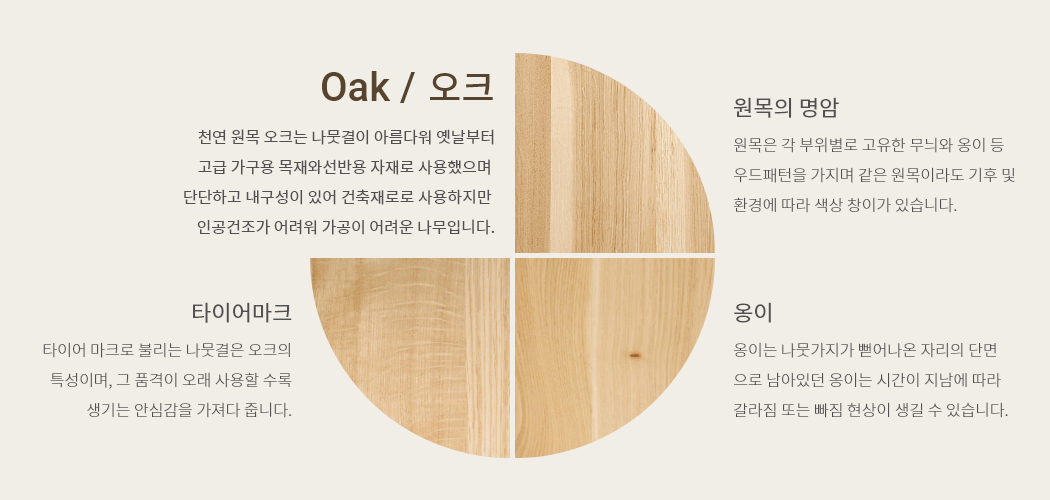 Oak / 오크
천연 원목 오크는 나뭇결이 아름다워 옛날부터
고급 가구용 목재와선반용 자재로 사용했으며
단단하고 내구성이 있어 건축재로로 사용하지만
인공건조가 어려워 가공이 어려운 나무입니다.
원목의 명암
원목은 각 부위별로 고유한 무늬와 옹이 등
우드패턴을 가지며 같은 원목이라도 기후 및
환경에 따라 색상 창이가 있습니다.
타이어마크
타이어 마크로 불리는 나뭇결은 오크의
특성이며, 그 품격이 오래 사용할 수록
생기는 안심감을 가져다 줍니다.
옹이
옹이는 나뭇가지가 뻗어나온 자리의 단면
으로 남아있던 옹이는 시간이 지남에 따라
갈라짐 또는 빠짐 현상이 생길 수 있습니다.